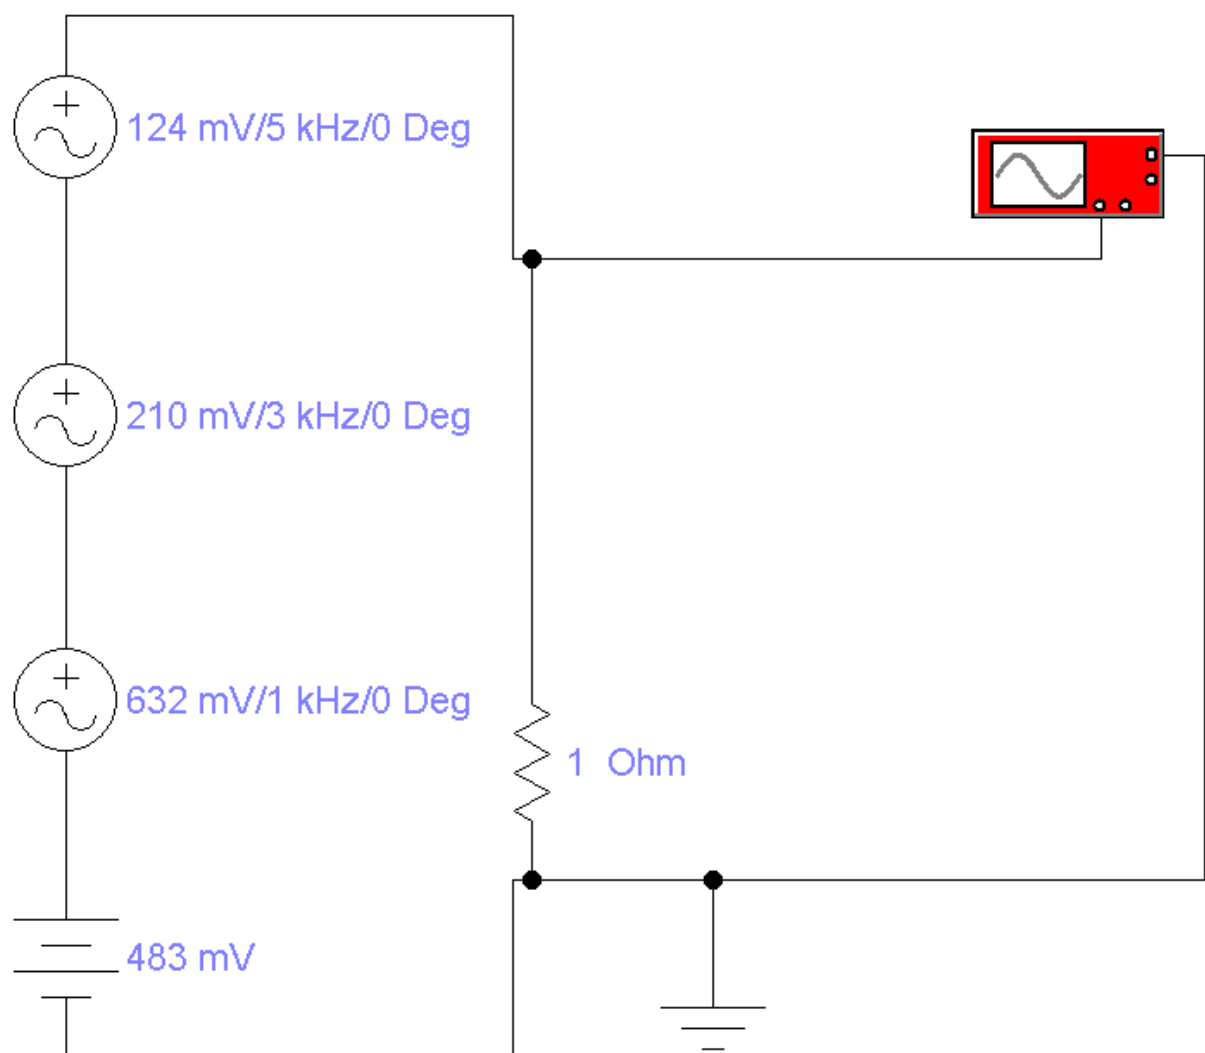 124 mV/5 kHz/0 Deg
210 mV/3 kHz/0 Deg
632 mV/1 kHz/0 Deg
1 Ohm
483 mV